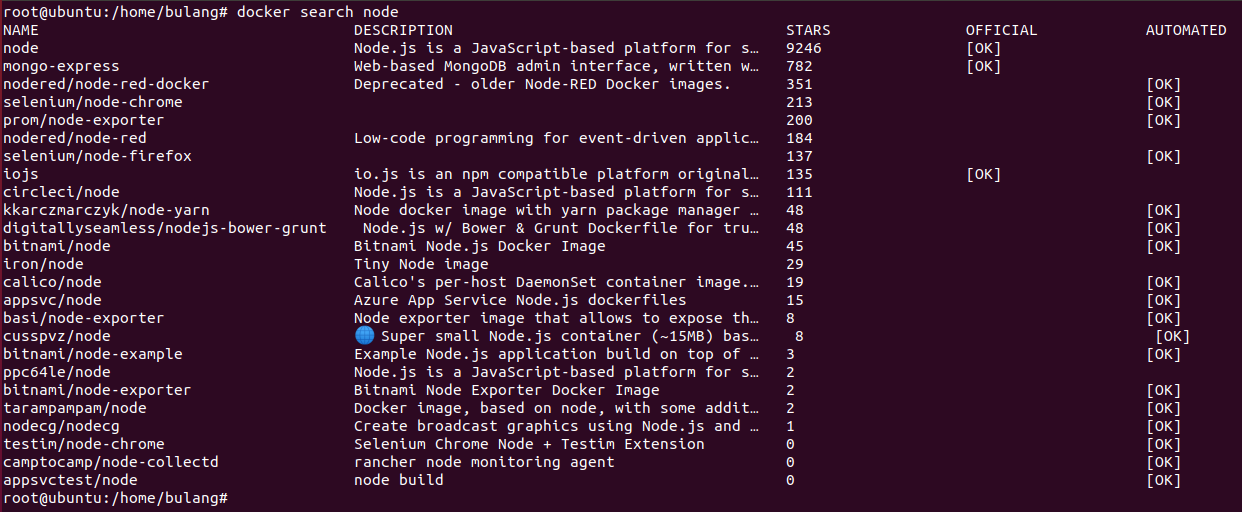 root@ubuntu:/home/bulang# docker search node
NAME DESCRIPTION STARS OFFICIAL AUTOMATED
node Node.js is a JavaScript-based platform for s… 9246 [OK]
mongo-express Web-based MongoDB admin interface, written w… 782 [OK]
nodered/node-red-docker Deprecated - older Node-RED Docker images. 351 [OK]
selenium/node-chrome 213 [OK]
prom/node-exporter 200 [OK]
nodered/node-red Low-code programming for event-driven applic… 184
selenium/node-firefox 137 [OK]
iojs io.js is an npm compatible platform original… 135 [OK]
circleci/node Node.js is a JavaScript-based platform for s… 111
kkarczmarczyk/node-yarn Node docker image with yarn package manager … 48 [OK]
digitallyseamless/nodejs-bower-grunt Node.js w/ Bower & Grunt Dockerfile for tru… 48 [OK]
bitnami/node Bitnami Node.js Docker Image 45 [OK]
iron/node Tiny Node image 29
calico/node Calico's per-host DaemonSet container image.… 19 [OK]
appsvc/node Azure App Service Node.js dockerfiles 15 [OK]
basi/node-exporter Node exporter image that allows to expose th… 8 [OK]
cusspvz/node 🌐 Super small Node.js container (~15MB) bas… 8 [OK]
bitnami/node-example Example Node.js application build on top of … 3 [OK]
ppc64le/node Node.js is a JavaScript-based platform for s… 2
bitnami/node-exporter Bitnami Node Exporter Docker Image 2 [OK]
tarampampam/node Docker image, based on node, with some addit… 2 [OK]
nodecg/nodecg Create broadcast graphics using Node.js and … 1 [OK]
testim/node-chrome Selenium Chrome Node + Testim Extension 0 [OK]
camptocamp/node-collectd rancher node monitoring agent 0 [OK]
appsvctest/node node build 0 [OK]
root@ubuntu:/home/bulang#